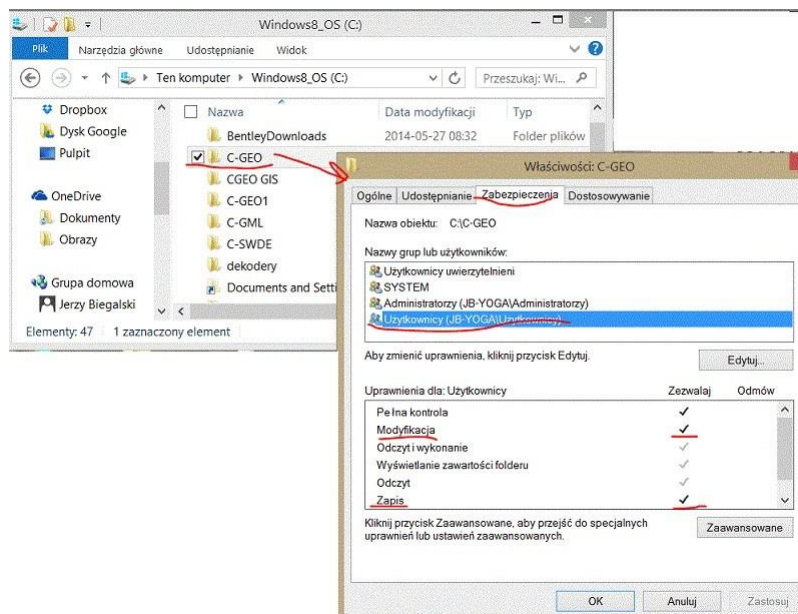 Windows8_OS (C:)
Plik Narzędzia główne Udostępnianie Widok
Ten komputer Windows8_OS (C:) Przeszukaj: Wi...
Dropbox
Dysk Google
Pulpit
OneDrive
Dokumenty
Obrazy
Grupa domowa
Jerzy Biegalski
Nazwa Data modyfikacji Typ
BentleyDownloads 2014-05-27 08:32 Folder plików
C-GEO
CGEO GIS
C-GEO1
C-GML
C-SWDE
dekodery
Documents and Setti
Elementy: 47 1 zaznaczony element
Właściwości: C-GEO
Ogólne Udostępnianie Zabezpieczenia Dostosowywanie
Nazwa obiektu: C:\C-GEO
Nazwy grup lub użytkowników:
Użytkownicy uwierzytelnieni
SYSTEM
Administratorzy (JB-YOGA\Administratorzy)
Użytkownicy (JB-YOGA\Użytkownicy)
Aby zmienić uprawnienia, kliknij przycisk Edytuj.
Edytuj...
Uprawnienia dla: Użytkownicy Zezwalaj Odmów
Pełna kontrola
Modyfikacja
Odczyt i wykonanie
Wyświetlanie zawartości folderu
Odczyt
Zapis
Kliknij przycisk Zaawansowane, aby przejść do specjalnych
uprawnień lub ustawień zaawansowanych.
Zaawansowane
OK Anuluj Zastosuj